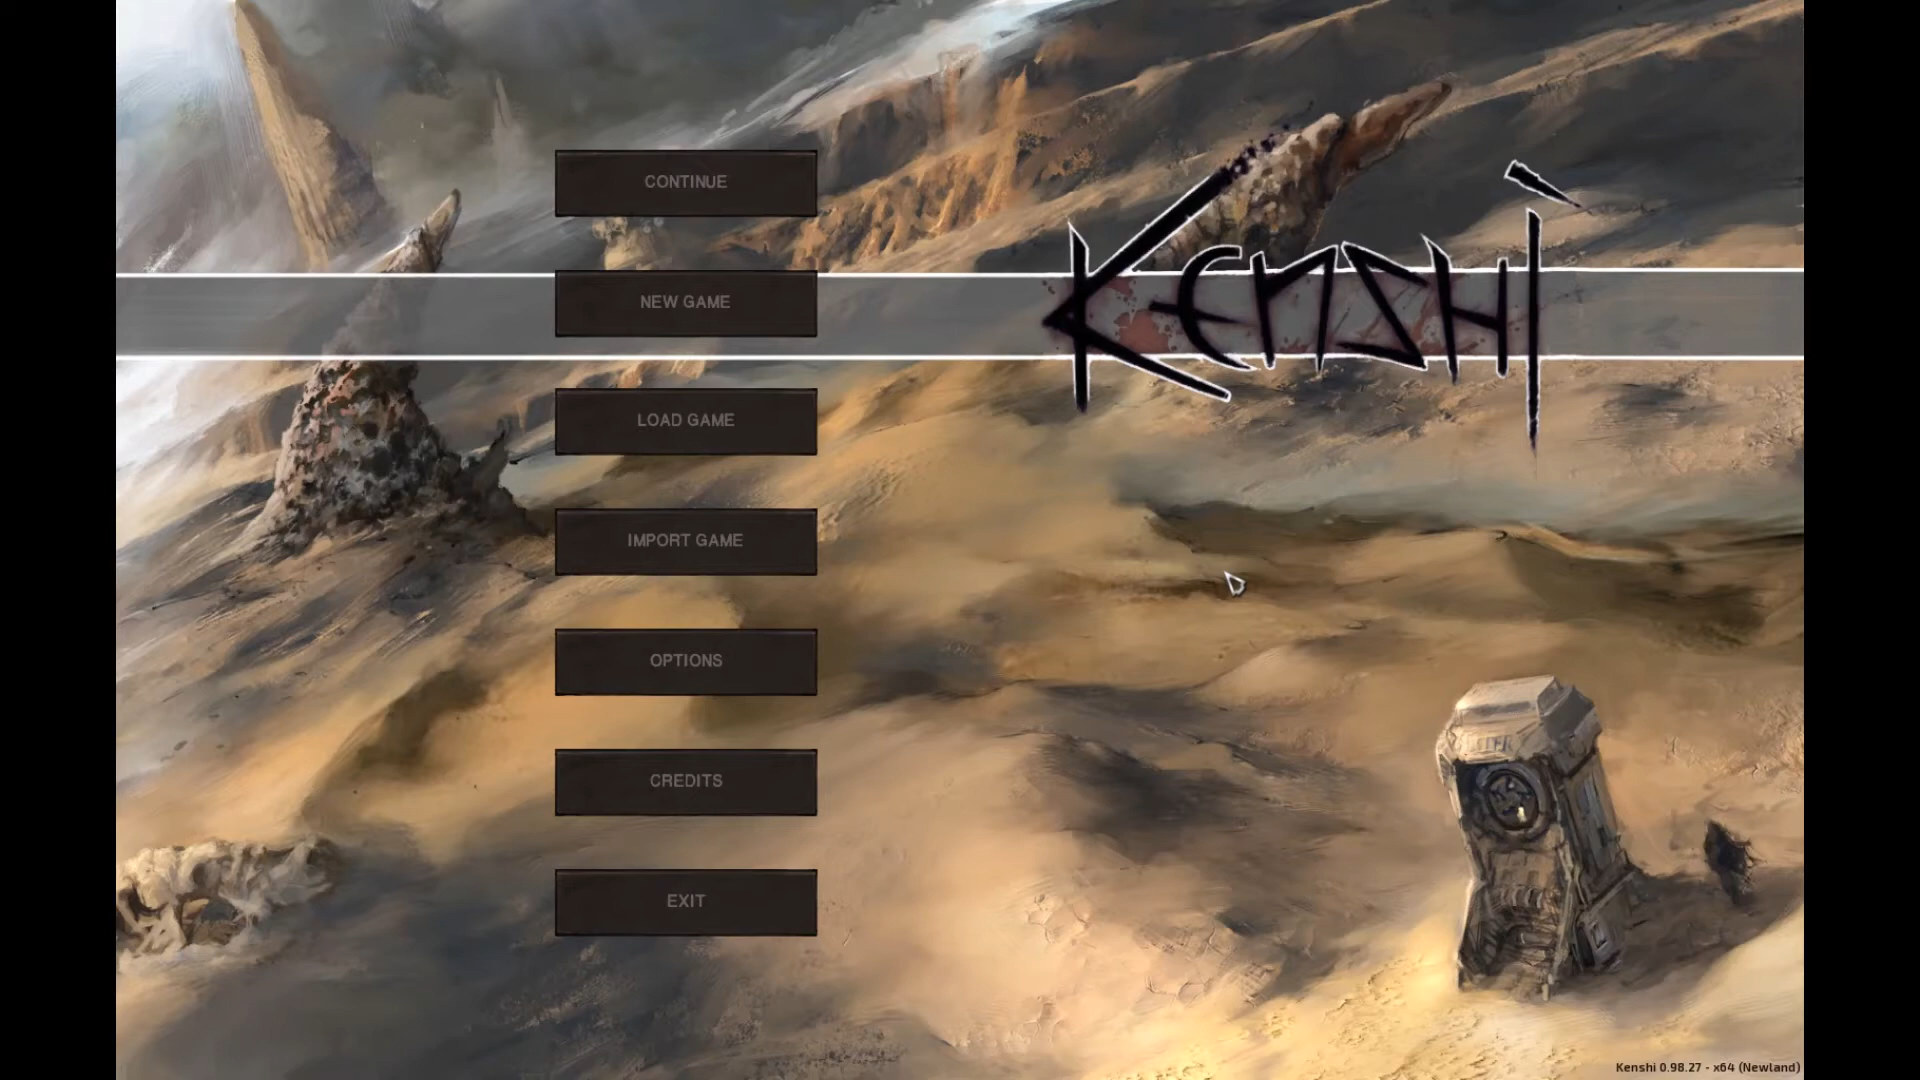 CONTINUE
NEW GAME
KENSHI
LOAD GAME
IMPORT GAME
OPTIONS
CREDITS
EXIT
Kenshi 0.98.27 - x64 (Newland)